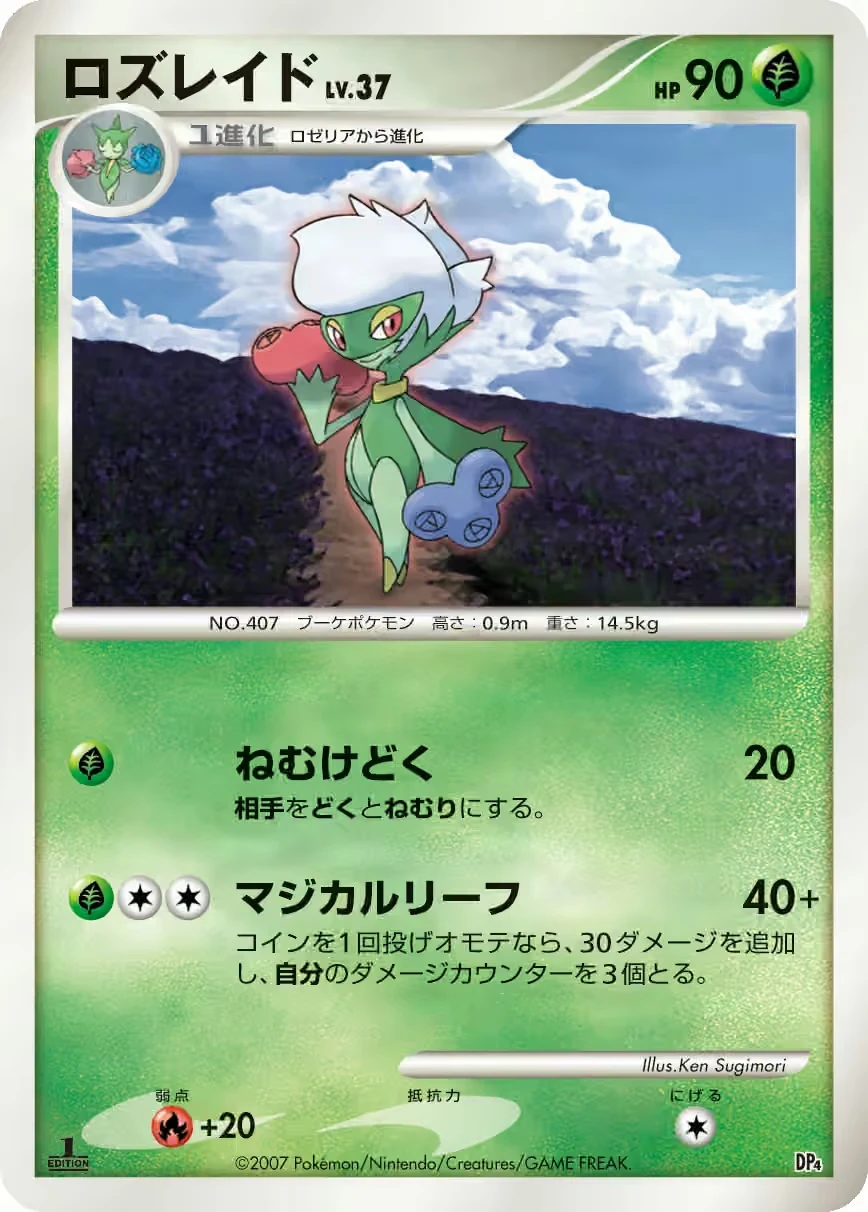 ロズレイド LV.37 HP 90
1進化 ロゼリアから進化
NO.407 ブーケポケモン 高さ:0.9m 重さ:14.5kg
ねむけどく 20
相手をどくとねむりにする。
マジカルリーフ 40+
コインを1回投げオモテなら、30ダメージを追加
し、自分のダメージカウンターを3個とる。
Illus.Ken Sugimori
弱点 抵抗力 にげる
+20
1
EDITION
©2007 Pokémon/Nintendo/Creatures/GAME FREAK.
DP4